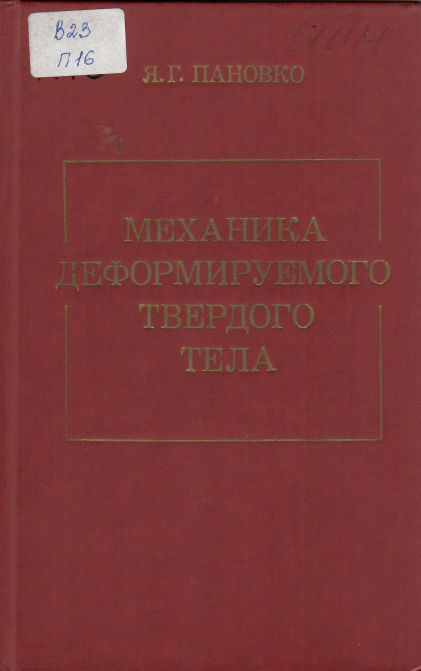 В23
П16
Я. Г. ПАНОВКО
МЕХАНИКА
ДЕФОРМИРУЕМОГО
ТВЕРДОГО
ТЕЛА